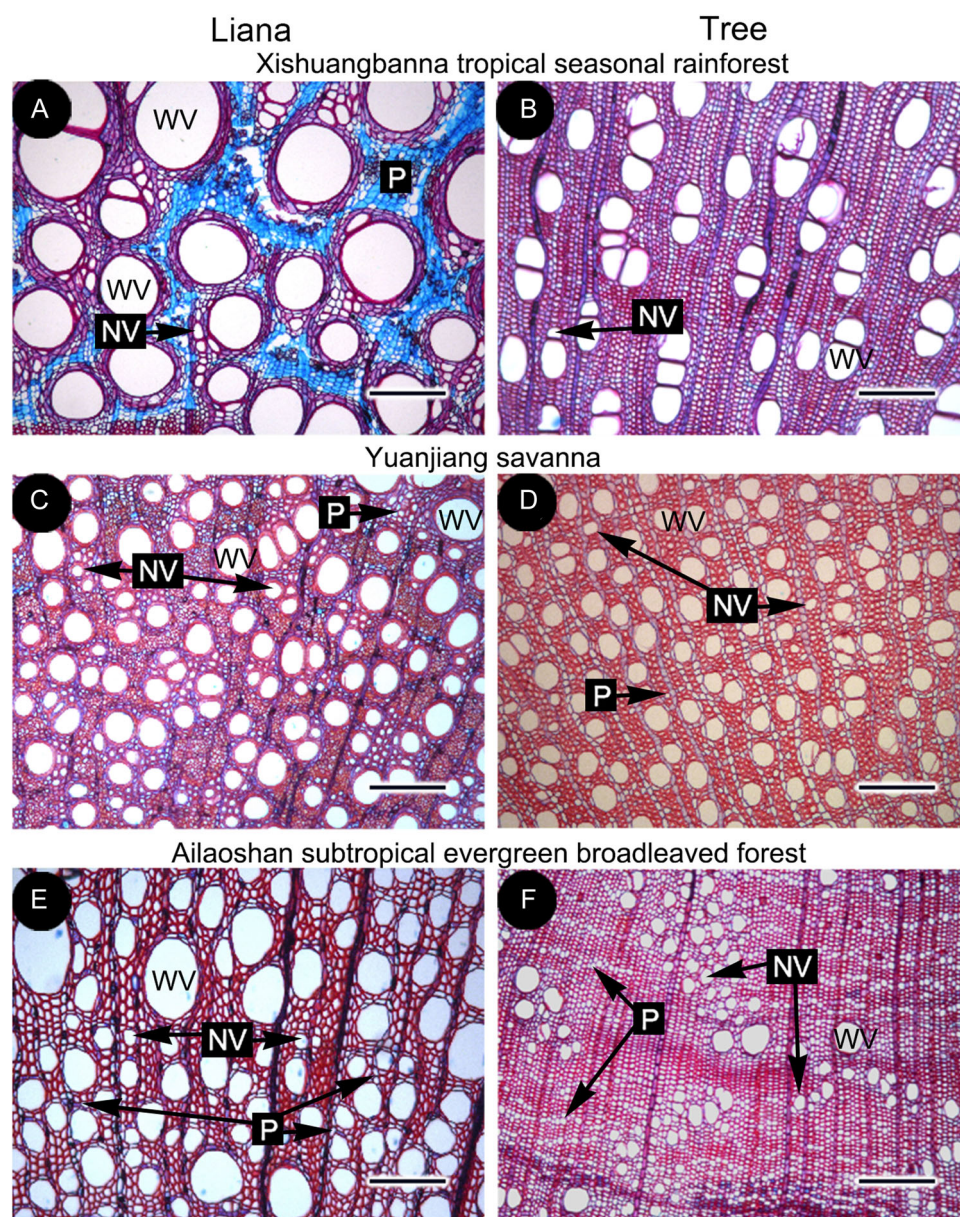 Liana Tree
Xishuangbanna tropical seasonal rainforest
A WV P WV NV
B NV WV
Yuanjiang savanna
C P WV WV NV
D WV NV P
Ailaoshan subtropical evergreen broadleaved forest
E WV NV P
F NV P WV